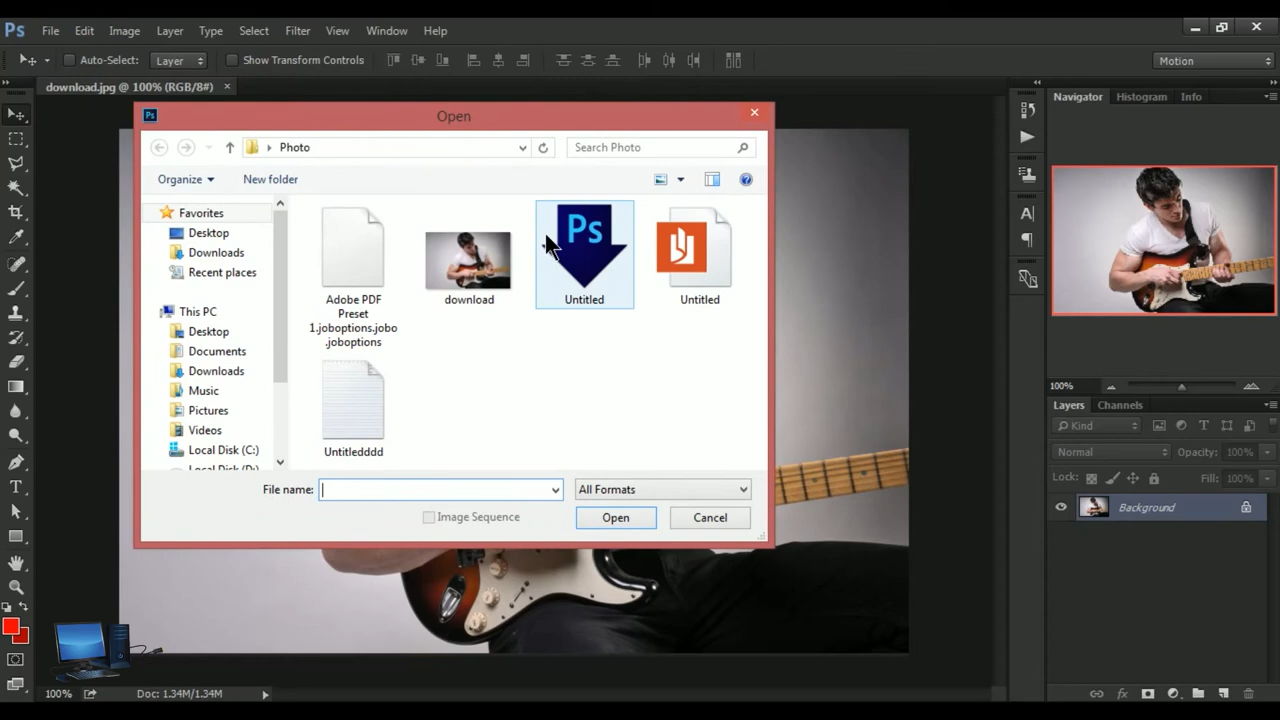 Ps File Edit Image Layer Type Select Filter View Window Help
Auto-Select: Layer Show Transform Controls Motion
download.jpg @ 100% (RGB/8#) ×
Navigator Histogram Info
Open
Photo Search Photo
Organize New folder
Favorites
Desktop
Downloads
Recent places
This PC
Desktop
Documents
Downloads
Music
Pictures
Videos
Local Disk (C:)
Local Disk (D:)
Adobe PDF
Preset
1.joboptions.jobo
.joboptions
download
Ps
Untitled
Untitled
Untitledddd
File name: All Formats
Image Sequence Open Cancel
100%
Layers Channels
Kind
Normal Opacity: 100%
Lock: Fill: 100%
Background
100% Doc: 1.34M/1.34M